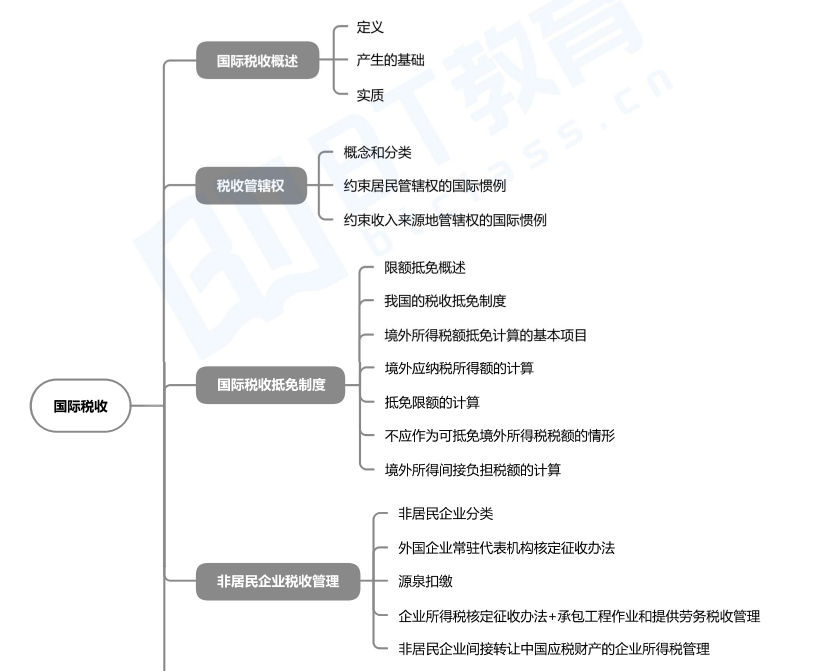 国际税收
国际税收概述
定义
产生的基础
实质
税收管辖权
概念和分类
约束居民管辖权的国际惯例
约束收入来源地管辖权的国际惯例
国际税收抵免制度
限额抵免概述
我国的税收抵免制度
境外所得税额抵免计算的基本项目
境外应纳税所得额的计算
抵免限额的计算
不应作为可抵免境外所得税税额的情形
境外所得间接负担税额的计算
非居民企业税收管理
非居民企业分类
外国企业常驻代表机构核定征收办法
源泉扣缴
企业所得税核定征收办法+承包工程作业和提供劳务税收管理
非居民企业间接转让中国应税财产的企业所得税管理
BT教育
btclass.cn